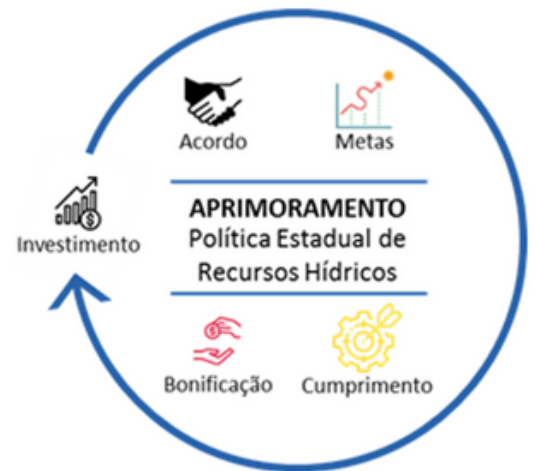 Acordo
Metas
Investimento
APRIMORAMENTO
Política Estadual de
Recursos Hídricos
Bonificação
Cumprimento